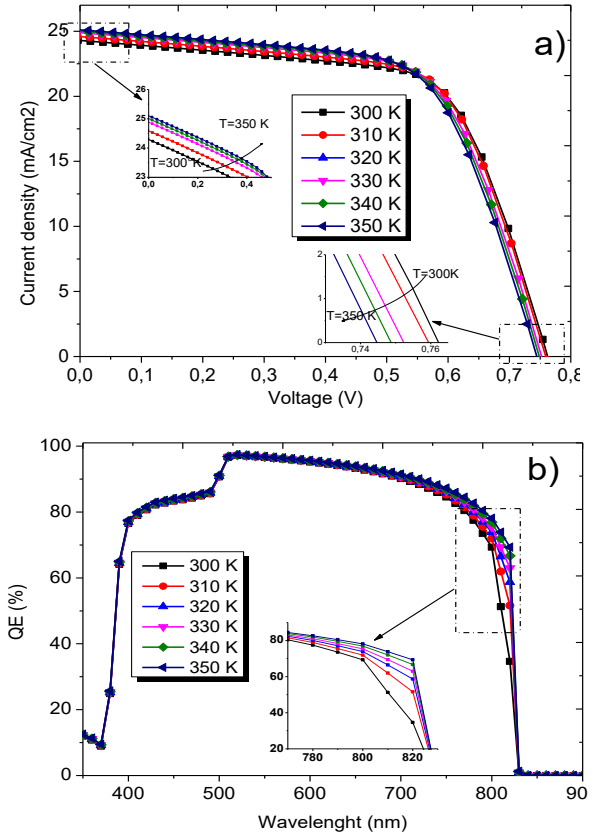 a)
25
20
15
10
5
0
Current density (mA/cm2)
0,0
0,1
0,2
0,3
0,4
0,5
0,6
0,7
0,8
Voltage (V)
26
25
24
23
0,0
0,2
0,4
T=350 K
T=300 K
300 K
310 K
320 K
330 K
340 K
350 K
2
1
0
0,74
0,76
T=300K
T=350 K
b)
100
80
60
40
20
0
QE (%)
400
500
600
700
800
90
Wavelenght (nm)
300 K
310 K
320 K
330 K
340 K
350 K
80
60
40
20
780
800
820